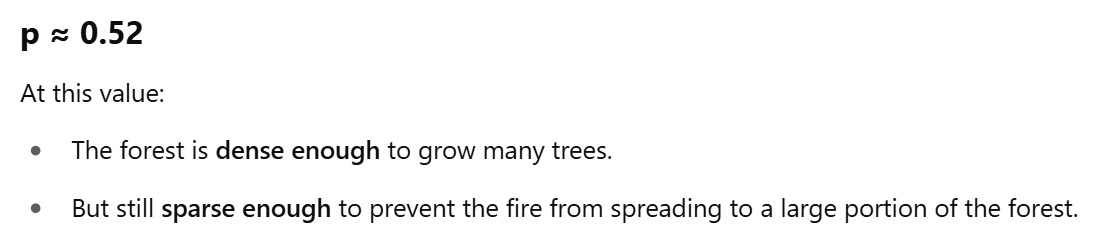 p ≈ 0.52
At this value:
• The forest is dense enough to grow many trees.
• But still sparse enough to prevent the fire from spreading to a large portion of the forest.